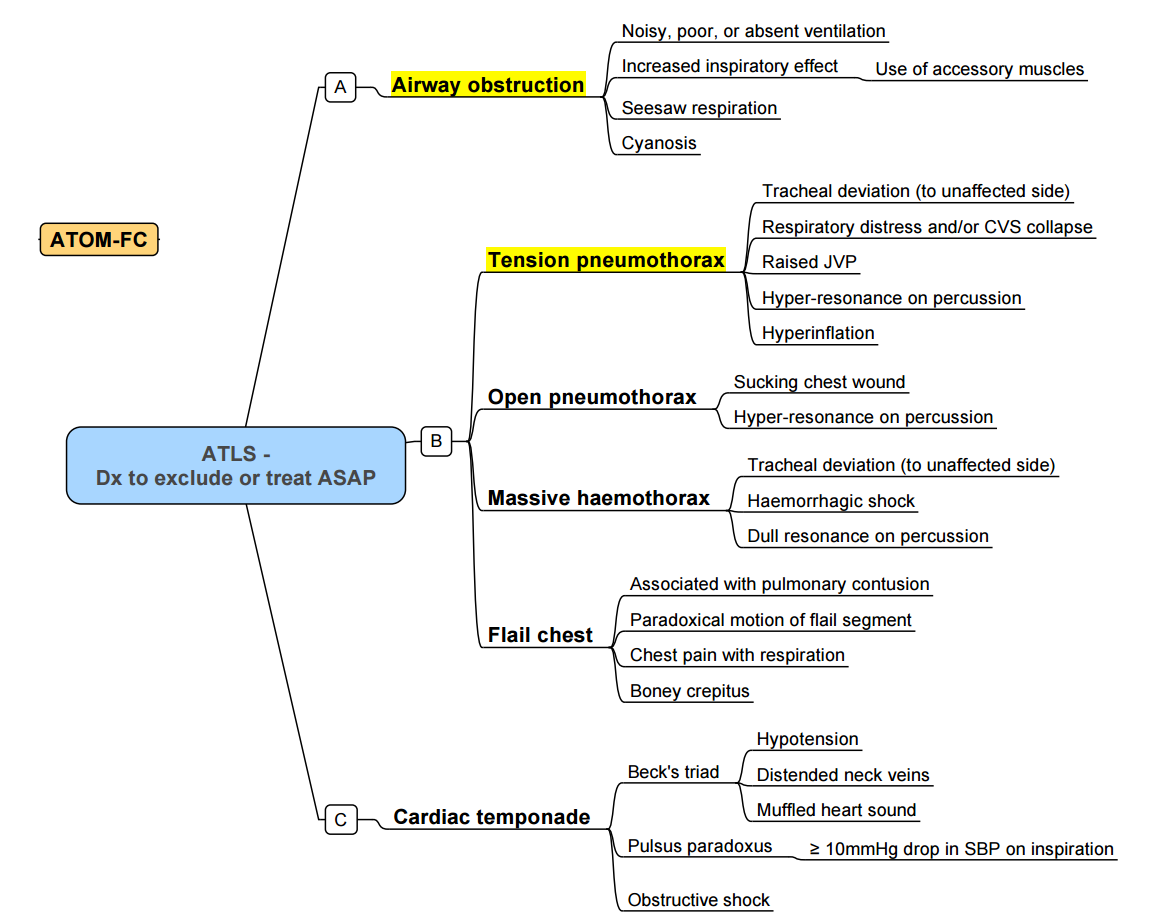 ATOM-FC
ATLS -
Dx to exclude or treat ASAP
A
Airway obstruction
Noisy, poor, or absent ventilation
Increased inspiratory effect
Use of accessory muscles
Seesaw respiration
Cyanosis
B
Tension pneumothorax
Tracheal deviation (to unaffected side)
Respiratory distress and/or CVS collapse
Raised JVP
Hyper-resonance on percussion
Hyperinflation
Open pneumothorax
Sucking chest wound
Hyper-resonance on percussion
Massive haemothorax
Tracheal deviation (to unaffected side)
Haemorrhagic shock
Dull resonance on percussion
Flail chest
Associated with pulmonary contusion
Paradoxical motion of flail segment
Chest pain with respiration
Boney crepitus
C
Cardiac temponade
Beck's triad
Hypotension
Distended neck veins
Muffled heart sound
Pulsus paradoxus
≥ 10mmHg drop in SBP on inspiration
Obstructive shock